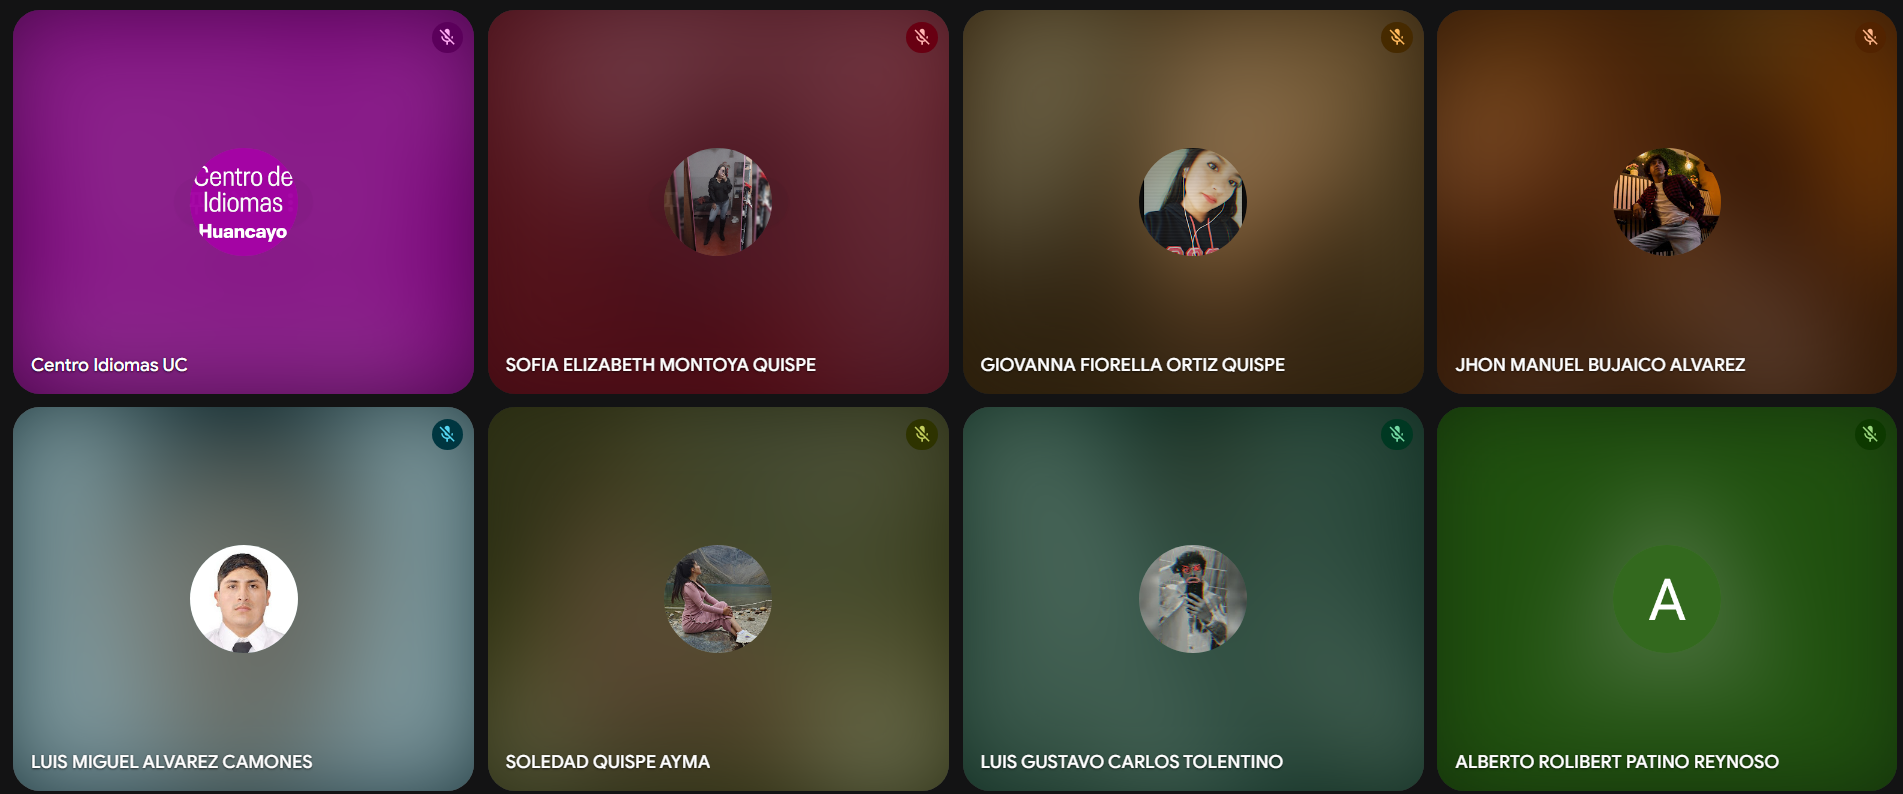 Centro de
Idiomas
Huancayo
Centro Idiomas UC
SOFIA ELIZABETH MONTOYA QUISPE
GIOVANNA FIORELLA ORTIZ QUISPE
JHON MANUEL BUJAICO ALVAREZ
LUIS MIGUEL ALVAREZ CAMONES
SOLEDAD QUISPE AYMA
LUIS GUSTAVO CARLOS TOLENTINO
A
ALBERTO ROLIBERT PATINO REYNOSO